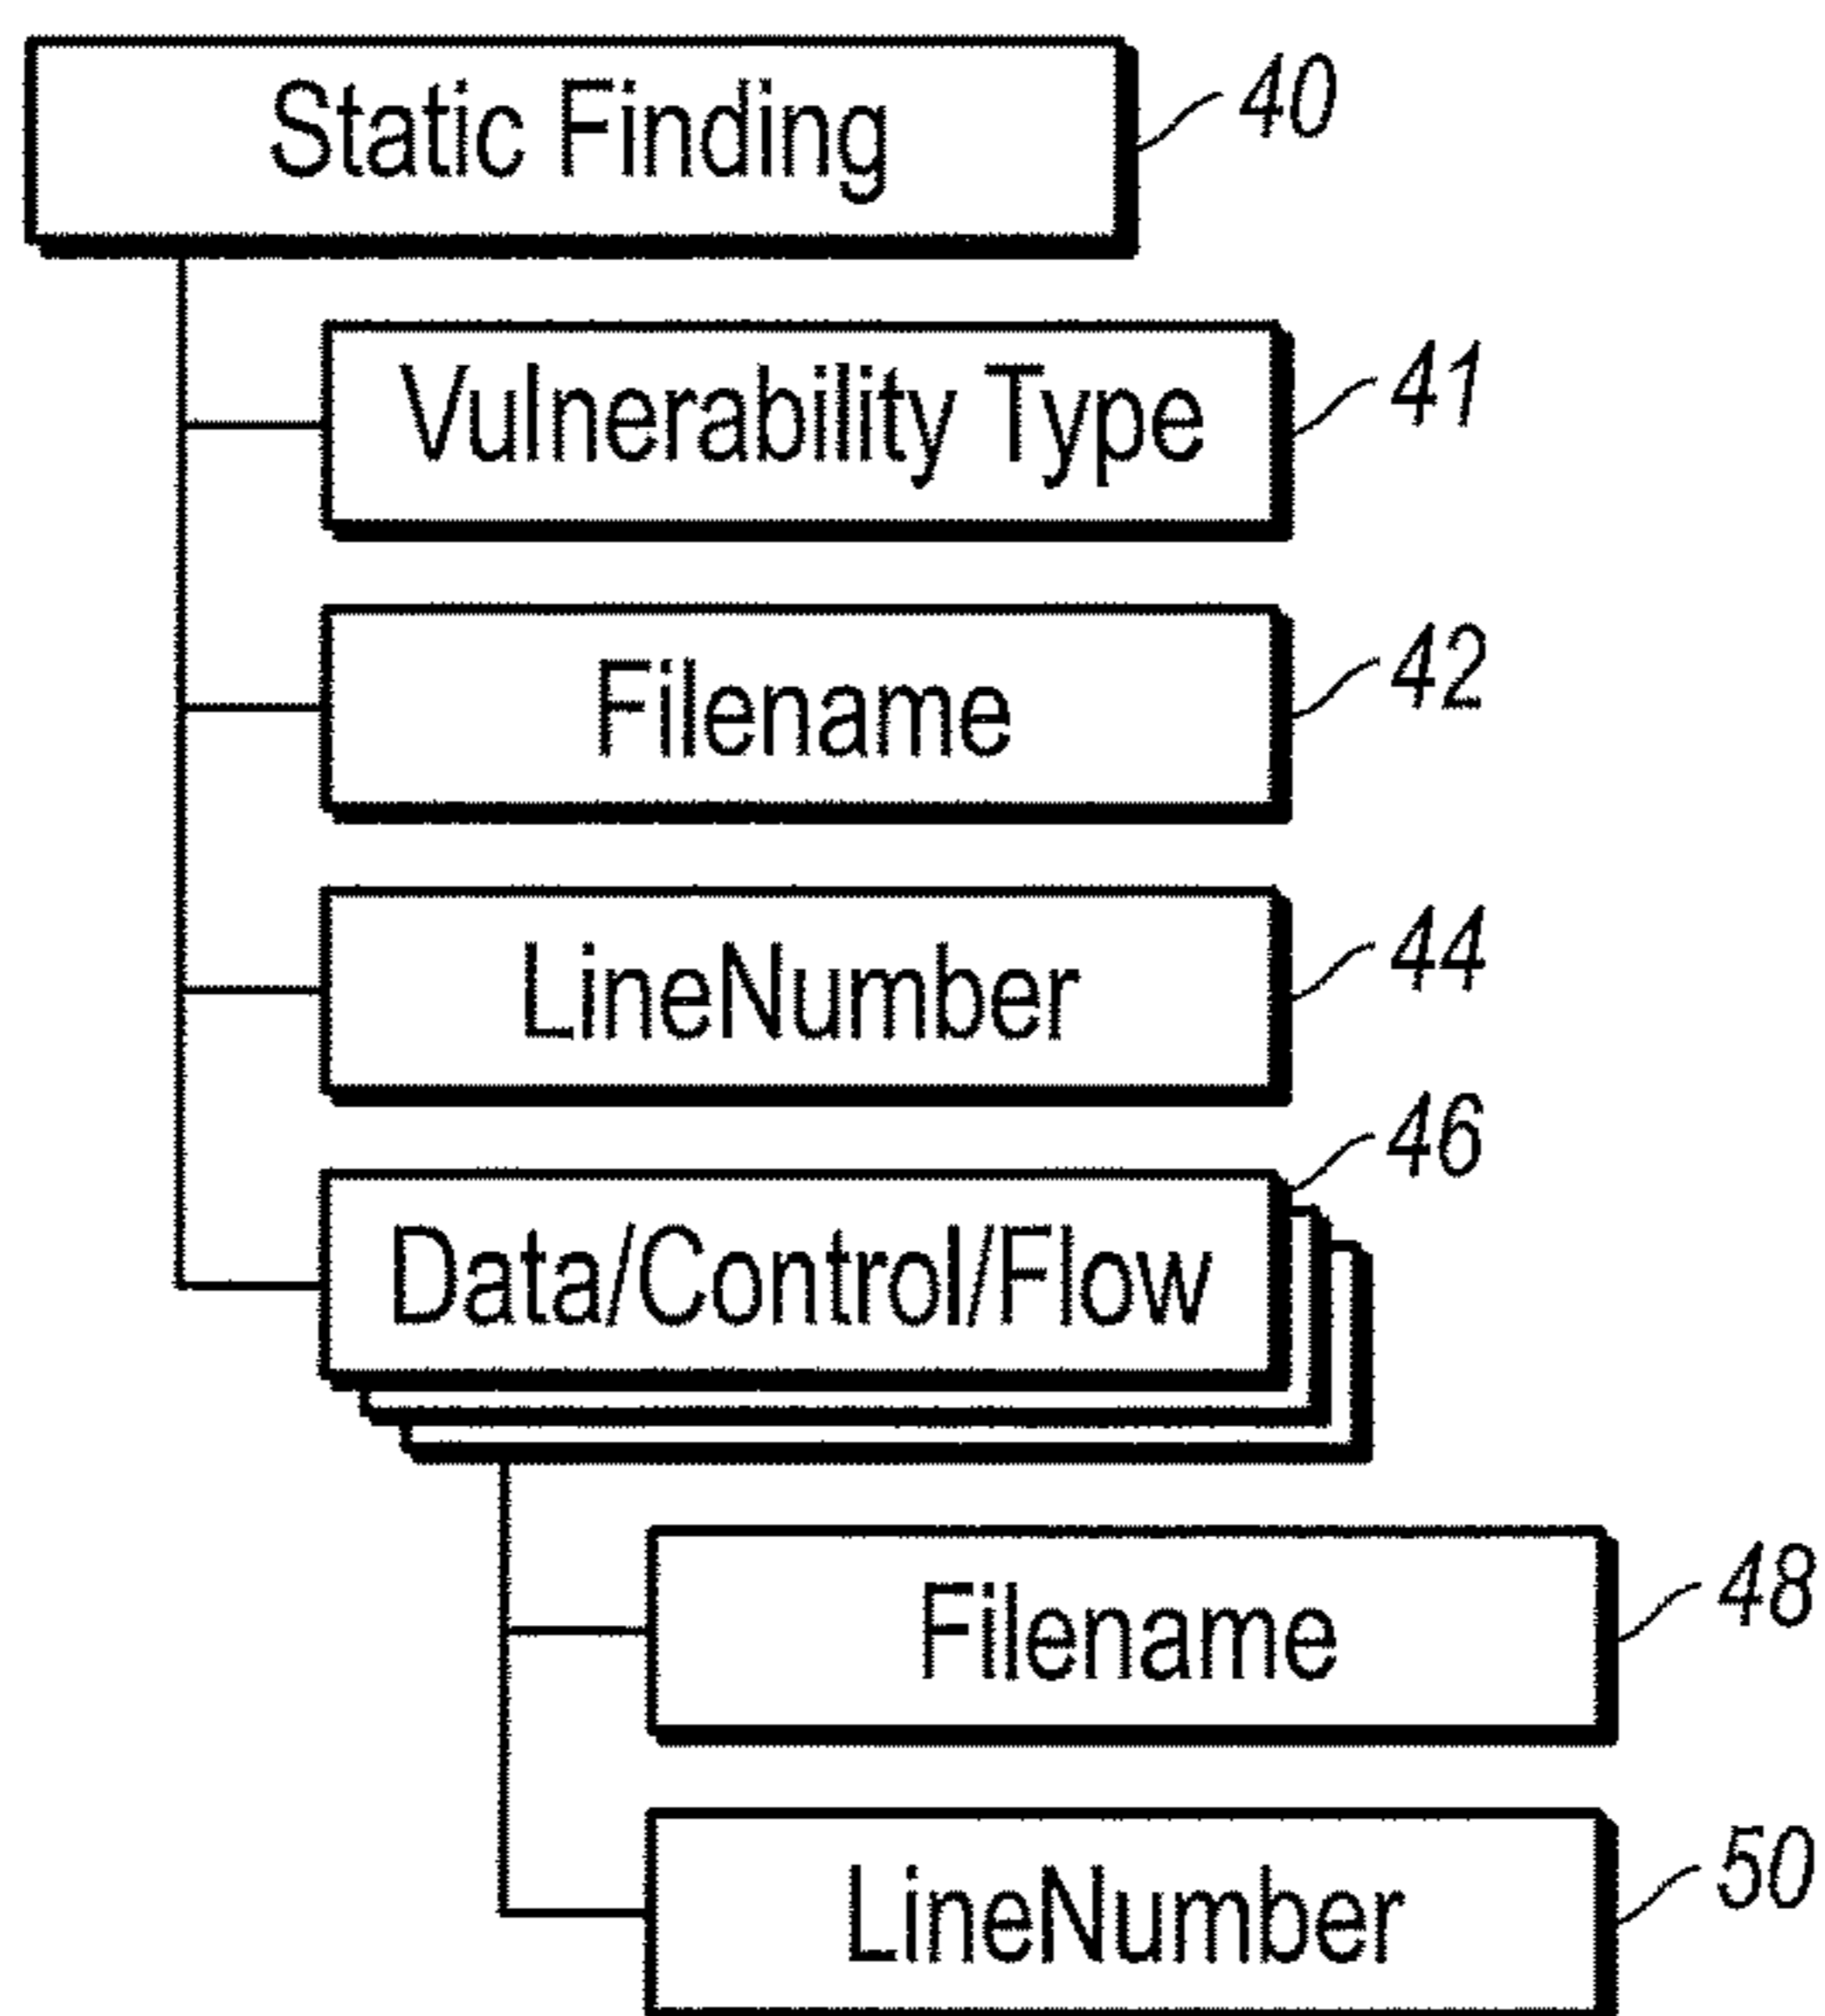 Static Finding 40
Vulnerability Type 41
Filename 42
LineNumber 44
46
Data/Control/Flow
Filename 48
LineNumber 50